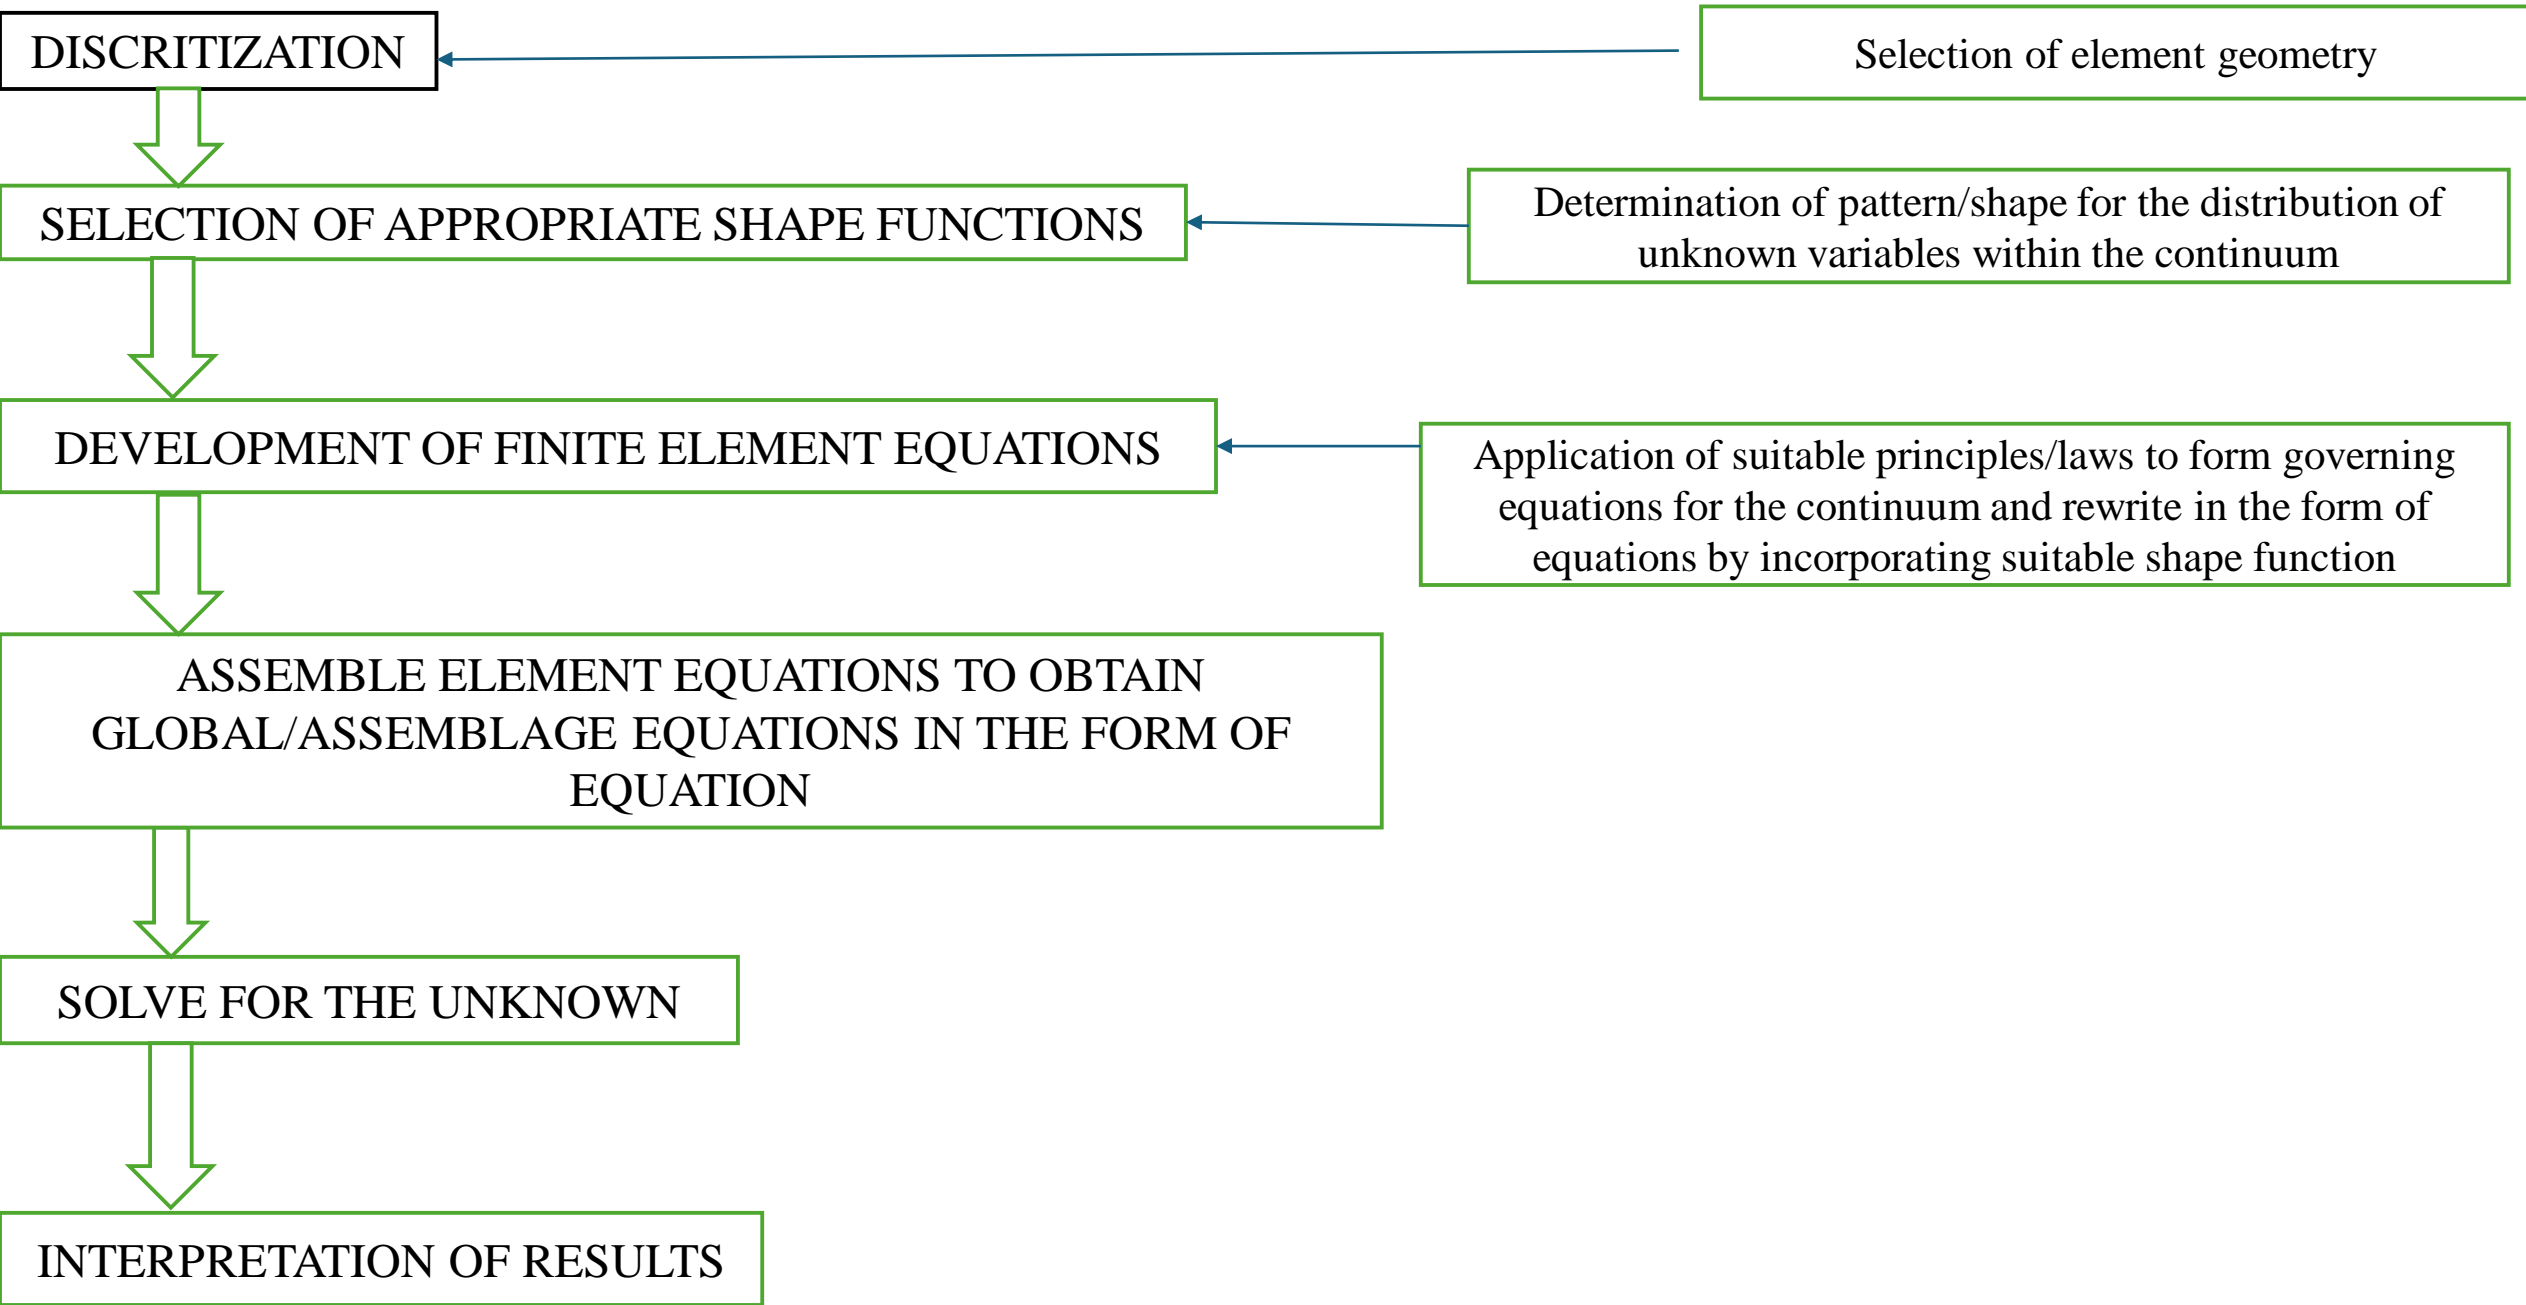 DISCRITIZATION
Selection of element geometry
SELECTION OF APPROPRIATE SHAPE FUNCTIONS
Determination of pattern/shape for the distribution of
unknown variables within the continuum
DEVELOPMENT OF FINITE ELEMENT EQUATIONS
Application of suitable principles/laws to form governing
equations for the continuum and rewrite in the form of
equations by incorporating suitable shape function
ASSEMBLE ELEMENT EQUATIONS TO OBTAIN
GLOBAL/ASSEMBLAGE EQUATIONS IN THE FORM OF
EQUATION
SOLVE FOR THE UNKNOWN
INTERPRETATION OF RESULTS